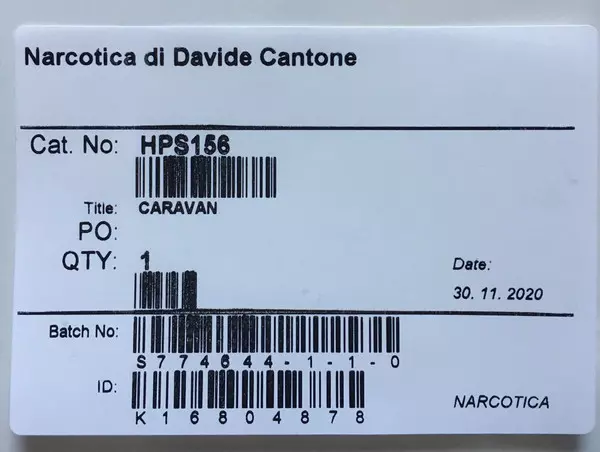 Narcotica di Davide Cantone
Cat. No: HPS156
Title: CARAVAN
PO:
QTY: 1
Date:
30. 11. 2020
Batch No:
S774644-1-1-0
ID:
K16804878
NARCOTICA